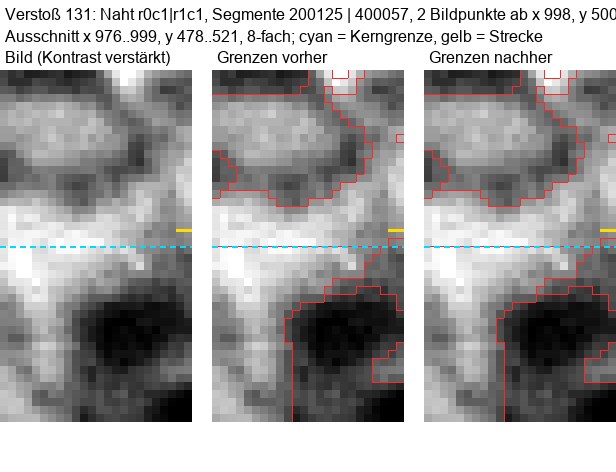 Verstoß 131: Naht r0c1|r1c1, Segmente 200125 | 400057, 2 Bildpunkte ab x 998, y 500
Ausschnitt x 976..999, y 478..521, 8-fach; cyan = Kerngrenze, gelb = Strecke
Bild (Kontrast verstärkt) Grenzen vorher Grenzen nachher